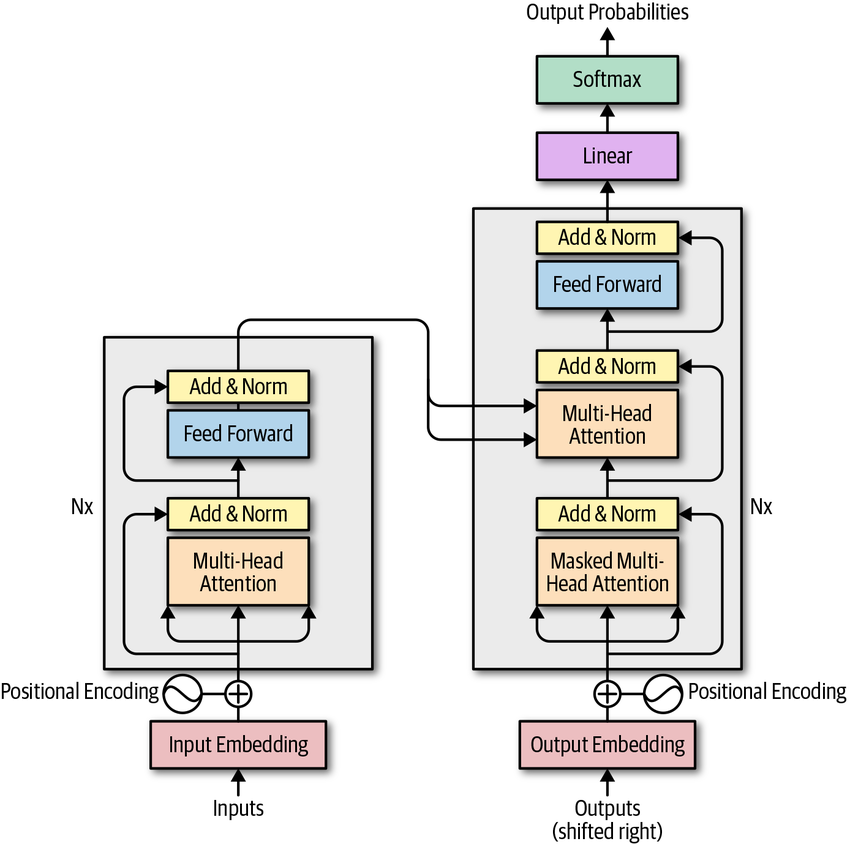 Output Probabilities
Softmax
Linear
Add & Norm
Feed Forward
Add & Norm
Multi-Head
Attention
Add & Norm
Masked Multi-
Head Attention
Nx
Positional Encoding
Output Embedding
Outputs
(shifted right)
Add & Norm
Feed Forward
Add & Norm
Multi-Head
Attention
Nx
Positional Encoding
Input Embedding
Inputs